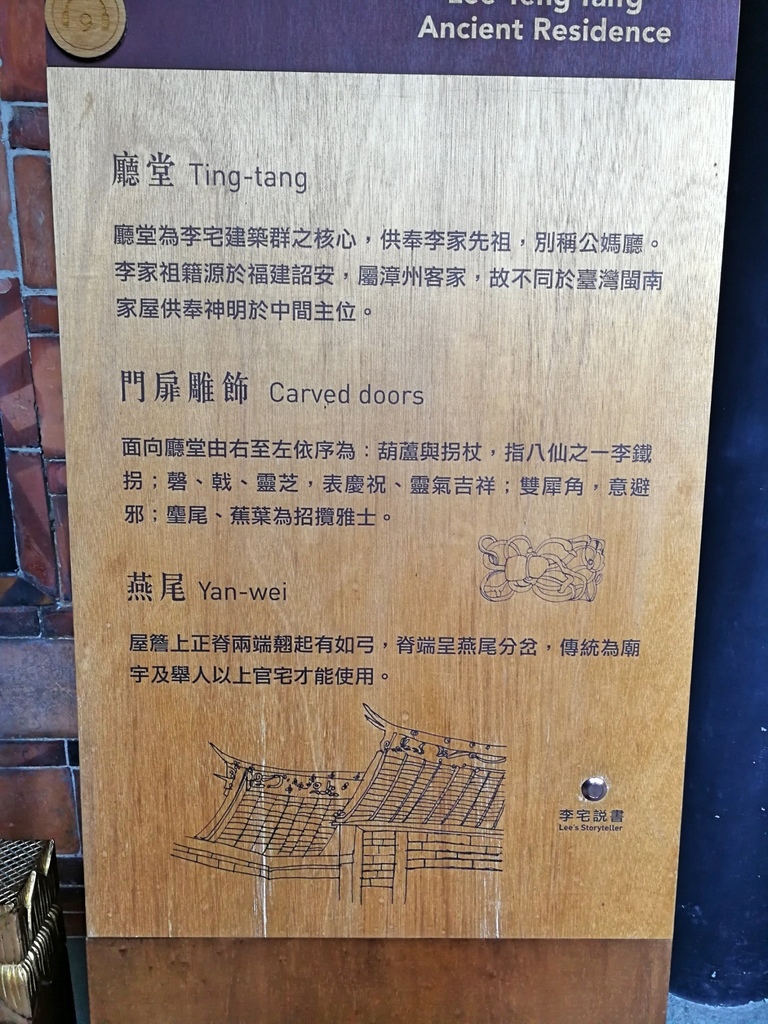 Lee Teng-fang
Ancient Residence
廳堂 Ting-tang
廳堂為李宅建築群之核心，供奉李家先祖，別稱公媽廳。
李家祖籍源於福建詔安，屬漳州客家，故不同於臺灣閩南
家屋供奉神明於中間主位。
門扉雕飾 Carved doors
面向廳堂由右至左依序為：葫蘆與拐杖，指八仙之一李鐵
拐；磬、戟、靈芝，表慶祝、靈氣吉祥；雙犀角，意避
邪；麈尾、蕉葉為招攬雅士。
燕尾 Yan-wei
屋簷上正脊兩端翹起有如弓，脊端呈燕尾分岔，傳統為廟
宇及舉人以上官宅才能使用。
李宅說書
Lee's Storyteller